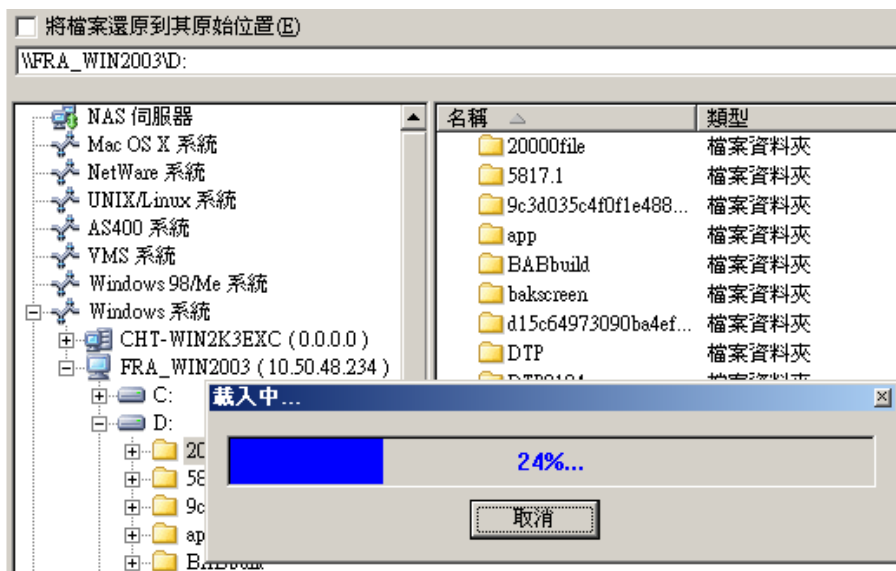 將檔案還原到其原始位置(E)
\\FRA_WIN2003\D:
NAS 伺服器
Mac OS X 系統
NetWare 系統
UNIX/Linux 系統
AS400 系統
VMS 系統
Windows 98/Me 系統
Windows 系統
CHT-WIN2K3EXC ( 0.0.0.0 )
FRA_WIN2003 ( 10.50.48.234 )
C:
D:
20
58
9c
ap
名稱 類型
20000file 檔案資料夾
5817.1 檔案資料夾
9c3d035c4f0f1e488... 檔案資料夾
app 檔案資料夾
BABbuild 檔案資料夾
bakscreen 檔案資料夾
d15c64973090ba4ef... 檔案資料夾
DTP 檔案資料夾
載入中...
24%...
取消